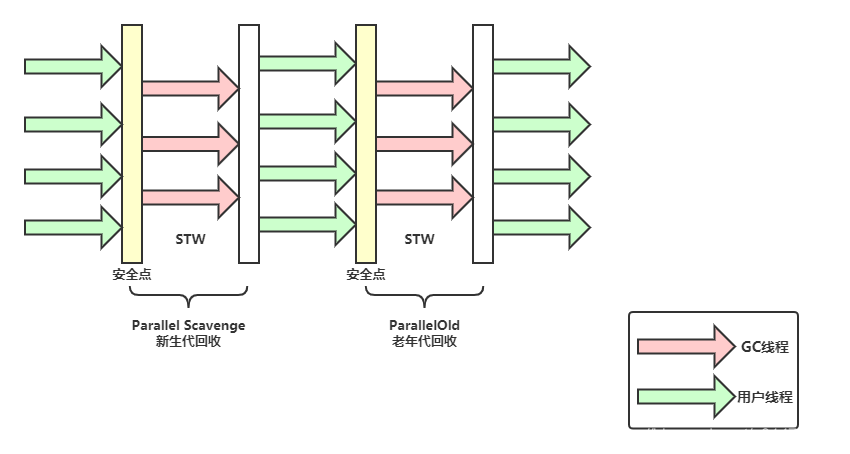 STW
STW
安全点
安全点
Parallel Scavenge
新生代回收
ParallelOld
老年代回收
GC线程
用户线程